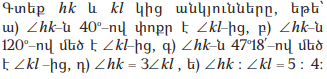 Գտեք hk և kl կից անկյունները, եթե՝
ա) ∠hk–ն 40°–ով փոքր է ∠kl–ից, բ) ∠hk–ն
120°–ով մեծ է ∠kl–ից, գ) ∠hk–ն 47°18՛–ով մեծ
է ∠kl –ից, դ) ∠hk = 3∠kl , ե) ∠hk : ∠kl = 5 : 4: